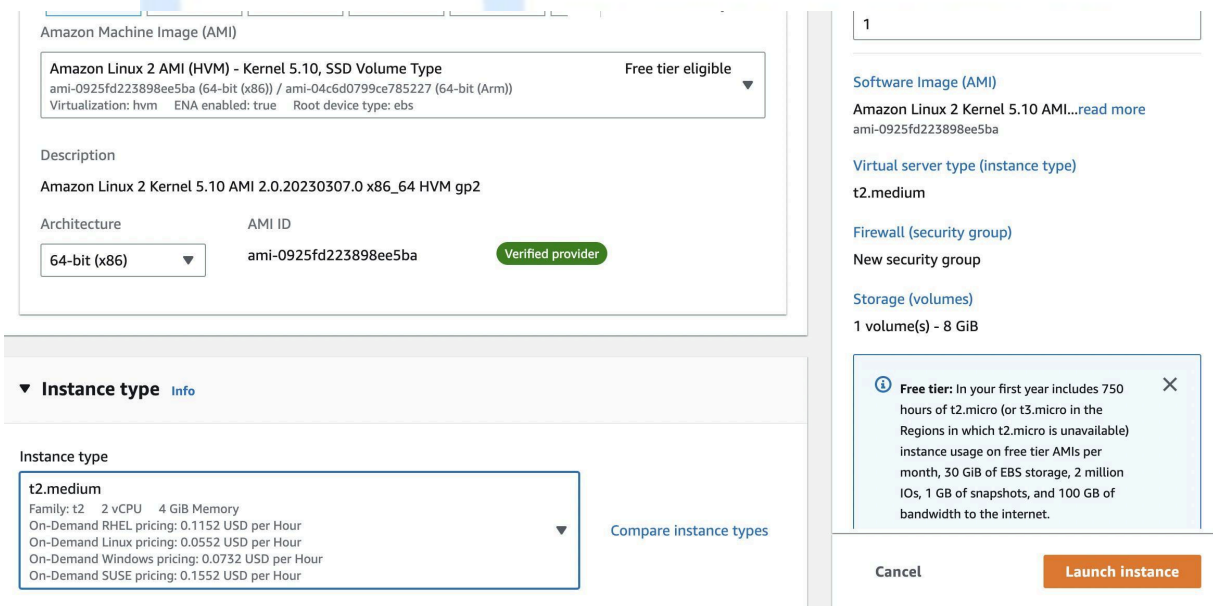 Amazon Machine Image (AMI)
Amazon Linux 2 AMI (HVM) - Kernel 5.10, SSD Volume Type
Free tier eligible
ami-0925fd223898ee5ba (64-bit (x86)) / ami-04c6d0799ce785227 (64-bit (Arm))
Virtualization: hvm ENA enabled: true Root device type: ebs
Description
Amazon Linux 2 Kernel 5.10 AMI 2.0.20230307.0 x86_64 HVM gp2
Architecture
AMI ID
64-bit (x86)
ami-0925fd223898ee5ba
Verified provider
Instance type Info
Instance type
t2.medium
Family: t2 2 vCPU 4 GiB Memory
On-Demand RHEL pricing: 0.1152 USD per Hour
On-Demand Linux pricing: 0.0552 USD per Hour
On-Demand Windows pricing: 0.0732 USD per Hour
On-Demand SUSE pricing: 0.1552 USD per Hour
Compare instance types
1
Software Image (AMI)
Amazon Linux 2 Kernel 5.10 AMI...read more
ami-0925fd223898ee5ba
Virtual server type (instance type)
t2.medium
Firewall (security group)
New security group
Storage (volumes)
1 volume(s) - 8 GiB
Free tier: In your first year includes 750
hours of t2.micro (or t3.micro in the
Regions in which t2.micro is unavailable)
instance usage on free tier AMIs per
month, 30 GiB of EBS storage, 2 million
IOs, 1 GB of snapshots, and 100 GB of
bandwidth to the internet.
Cancel
Launch instance